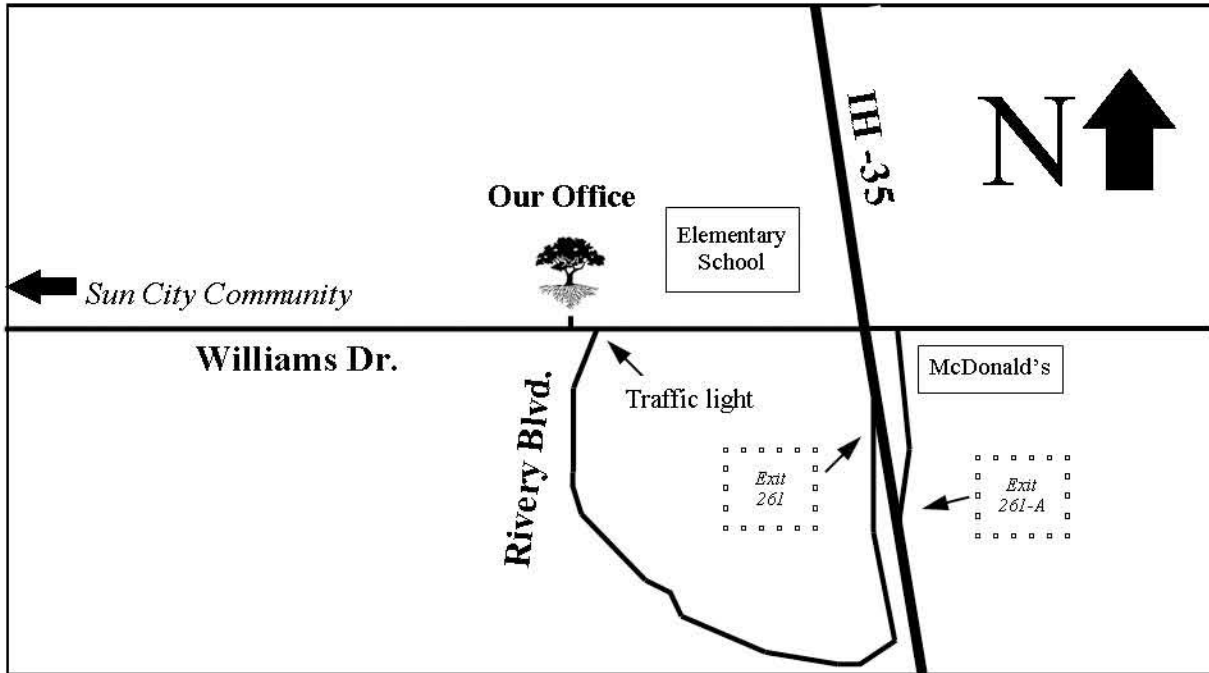 N
IH -35
Our Office
Elementary
School
Sun City Community
Williams Dr.
McDonald's
Traffic light
Rivery Blvd.
Exit
261
Exit
261-A